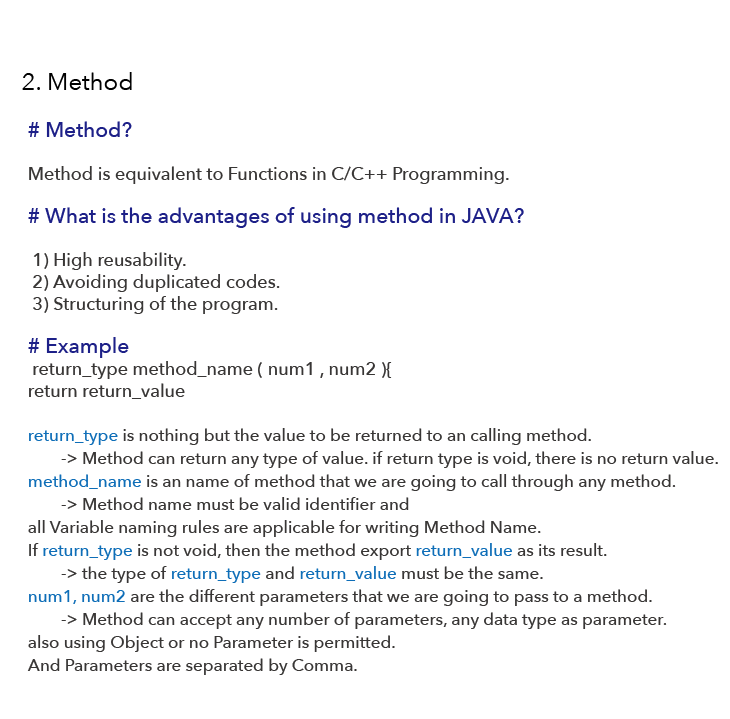 2. Method
# Method?
Method is equivalent to Functions in C/C++ Programming.
# What is the advantages of using method in JAVA?
1) High reusability.
2) Avoiding duplicated codes.
3) Structuring of the program.
# Example
return_type method_name ( num1 , num2 ){
return return_value
return_type is nothing but the value to be returned to an calling method.
-> Method can return any type of value. if return type is void, there is no return value.
method_name is an name of method that we are going to call through any method.
-> Method name must be valid identifier and
all Variable naming rules are applicable for writing Method Name.
If return_type is not void, then the method export return_value as its result.
-> the type of return_type and return_value must be the same.
num1, num2 are the different parameters that we are going to pass to a method.
-> Method can accept any number of parameters, any data type as parameter.
also using Object or no Parameter is permitted.
And Parameters are separated by Comma.